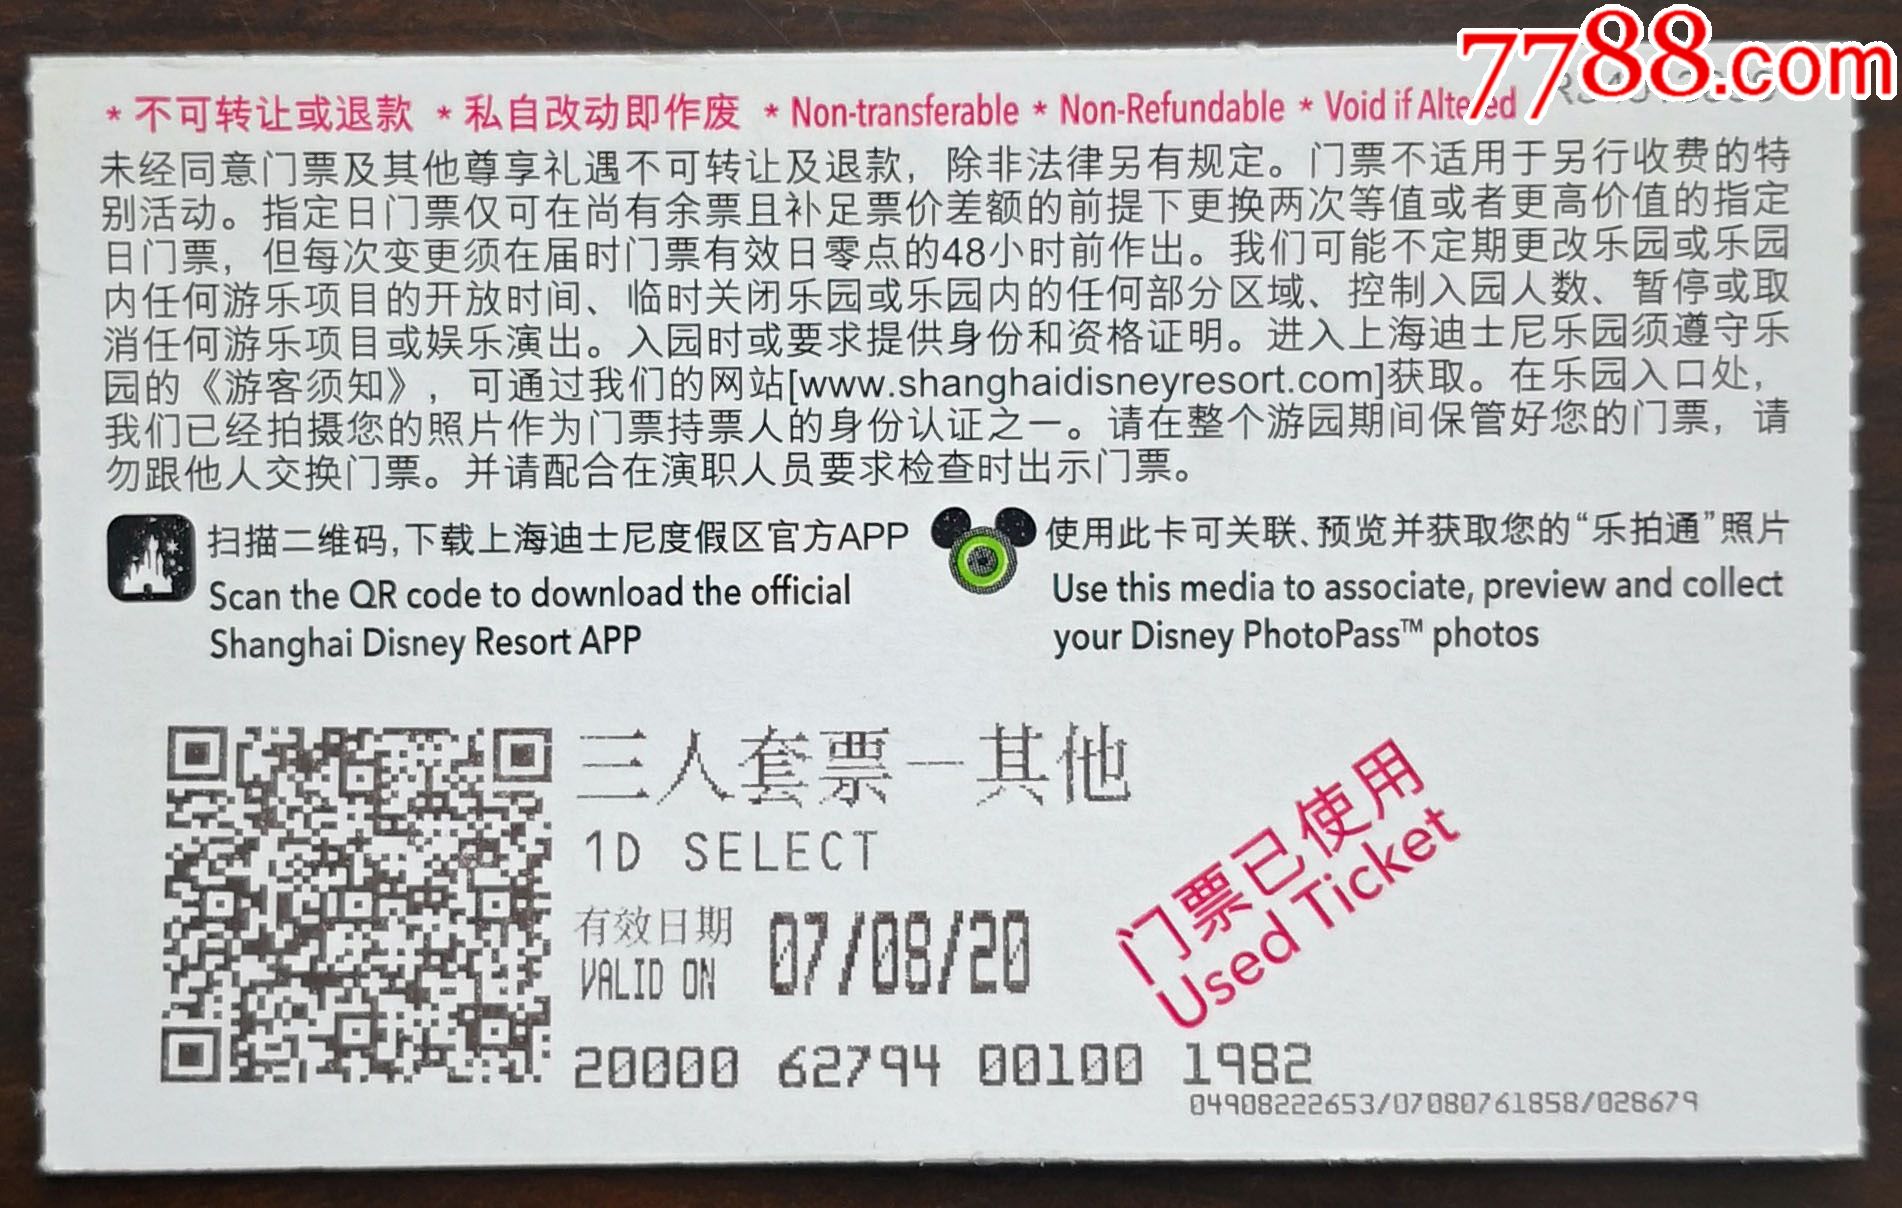 7788.com
* 不可转让或退款 * 私自改动即作废 * Non-transferable * Non-Refundable * Void if Altered
未经同意门票及其他尊享礼遇不可转让及退款，除非法律另有规定。门票不适用于另行收费的特
别活动。指定日门票仅可在尚有余票且补足票价差额的前提下更换两次等值或者更高价值的指定
日门票，但每次变更须在届时门票有效日零点的48小时前作出。我们可能不定期更改乐园或乐园
内任何游乐项目的开放时间、临时关闭乐园或乐园内的任何部分区域、控制入园人数、暂停或取
消任何游乐项目或娱乐演出。入园时或要求提供身份和资格证明。进入上海迪士尼乐园须遵守乐
园的《游客须知》，可通过我们的网站[www.shanghaidisneyresort.com]获取。在乐园入口处，
我们已经拍摄您的照片作为门票持票人的身份认证之一。请在整个游园期间保管好您的门票，请
勿跟他人交换门票。并请配合在演职人员要求检查时出示门票。
扫描二维码,下载上海迪士尼度假区官方APP
Scan the QR code to download the official
Shanghai Disney Resort APP
使用此卡可关联、预览并获取您的“乐拍通”照片
Use this media to associate, preview and collect
your Disney PhotoPass™ photos
三人套票－其他
1D SELECT
有效日期
VALID ON 07/08/20
门票已使用
Used Ticket
20000 62794 00100 1982
04908222653/07080761858/028679